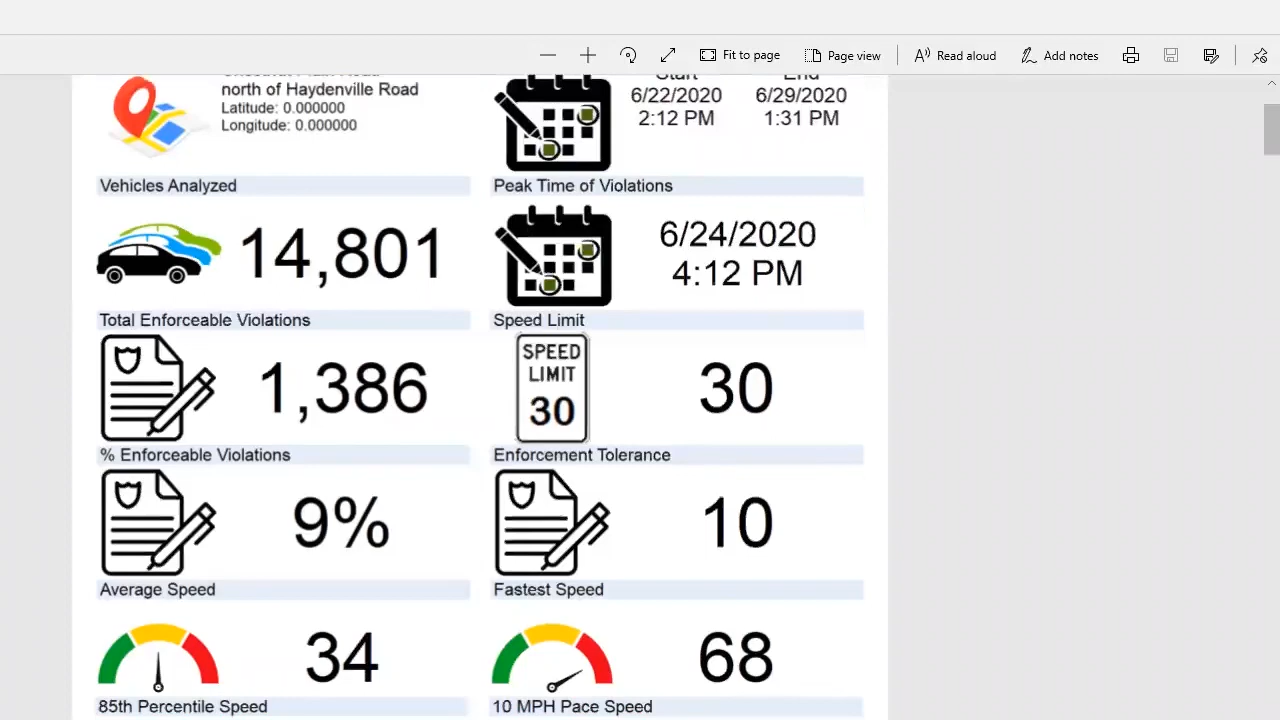 Fit to page
Page view
Read aloud
Add notes
north of Haydenville Road
Latitude: 0.000000
Longitude: 0.000000
Start End
6/22/2020 6/29/2020
2:12 PM 1:31 PM
Vehicles Analyzed
14,801
Peak Time of Violations
6/24/2020
4:12 PM
Total Enforceable Violations
1,386
Speed Limit
SPEED
LIMIT
30
30
% Enforceable Violations
9%
Enforcement Tolerance
10
Average Speed
34
Fastest Speed
68
85th Percentile Speed
10 MPH Pace Speed